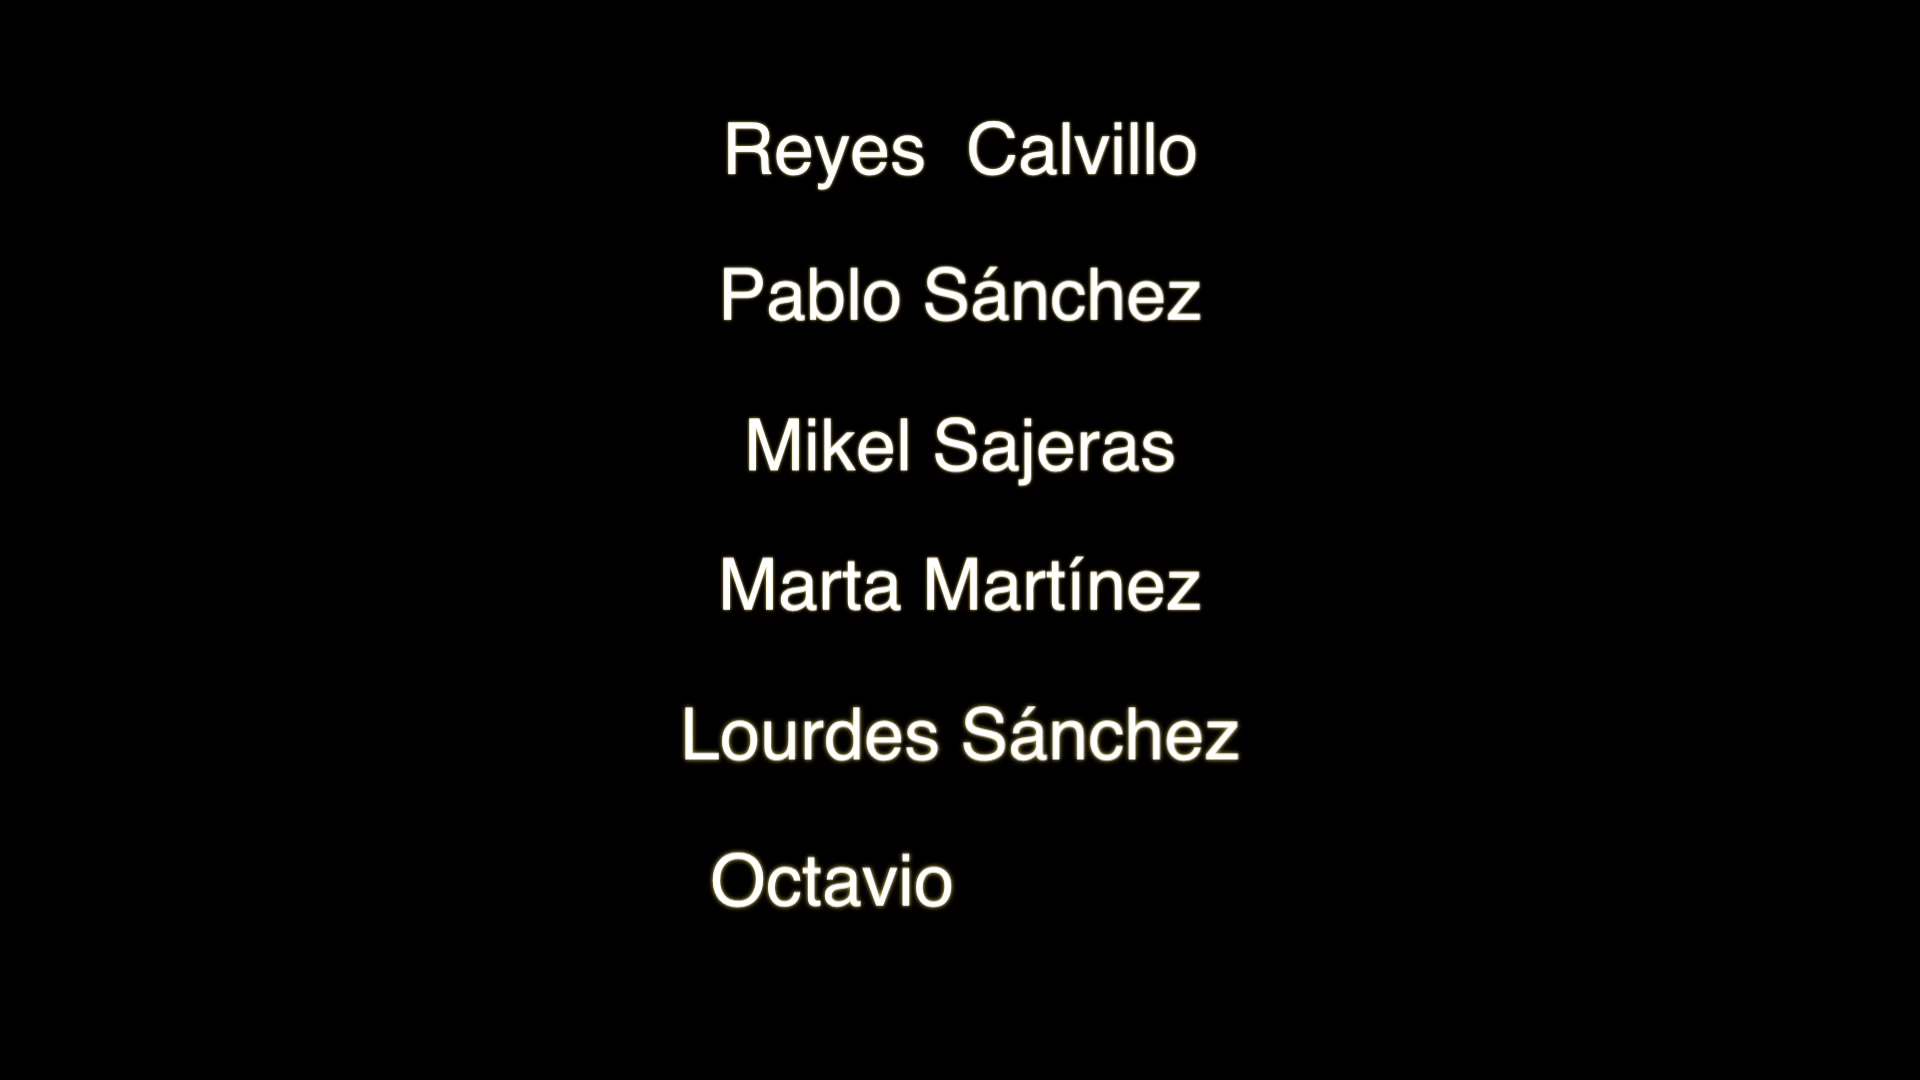 Reyes  Calvillo
Pablo Sánchez
Mikel Sajeras
Marta Martínez
Lourdes Sánchez
Octavio